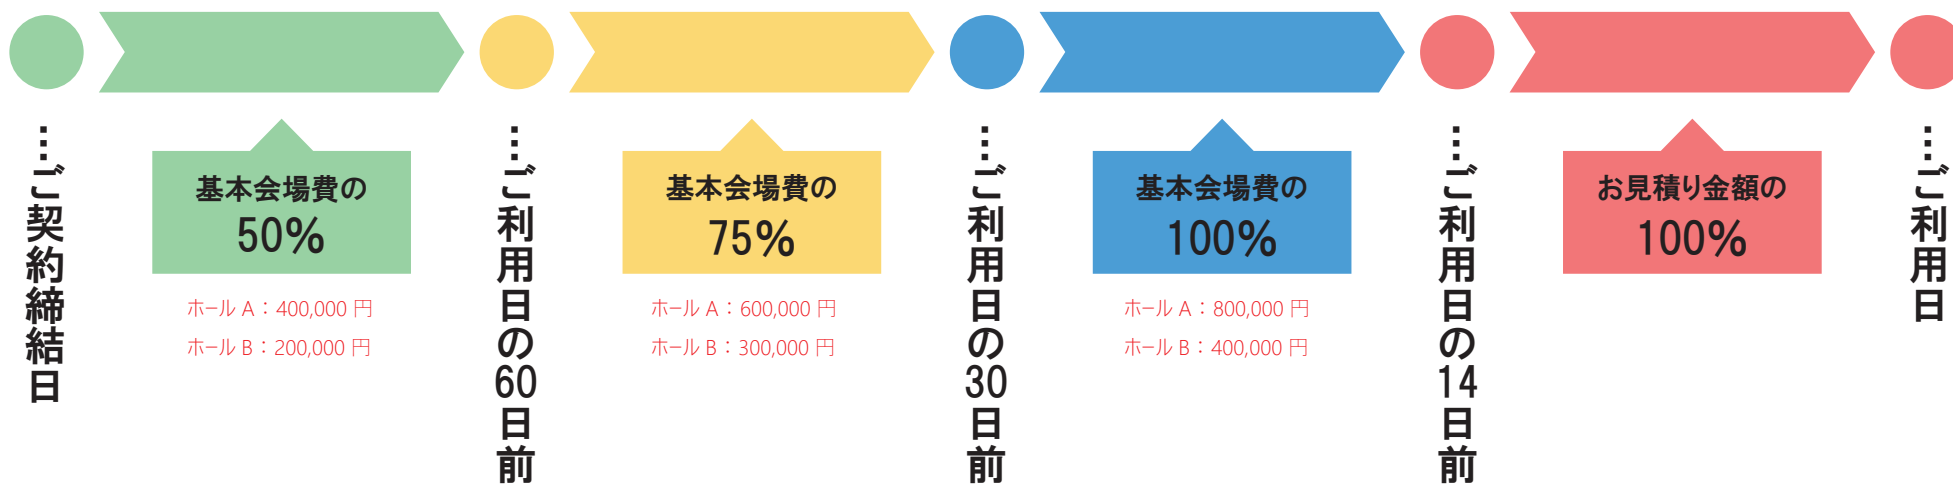 …ご契約締結日
基本会場費の
50%
ホール A：400,000 円
ホール B：200,000 円
…ご利用日の60日前
基本会場費の
75%
ホール A：600,000 円
ホール B：300,000 円
…ご利用日の30日前
基本会場費の
100%
ホール A：800,000 円
ホール B：400,000 円
…ご利用日の14日前
お見積り金額の
100%
…ご利用日